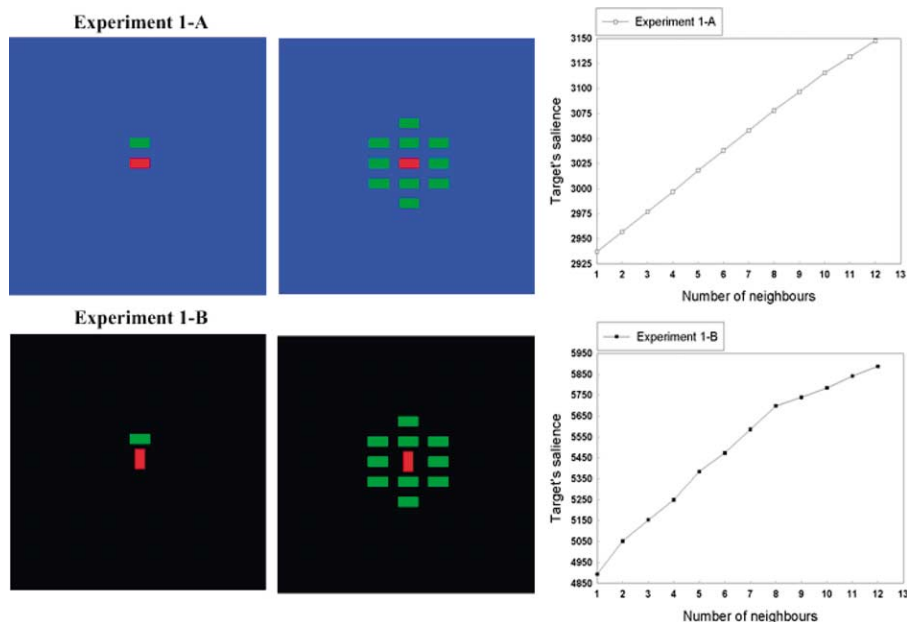 Experiment 1-A
Experiment 1-A
3150
3125
3100
3075
3050
3025
3000
2975
2950
2925
Target's salience
1 2 3 4 5 6 7 8 9 10 11 12 13
Number of neighbours
Experiment 1-B
Experiment 1-B
5950
5850
5750
5650
5550
5450
5350
5250
5150
5050
4950
4850
Target's salience
1 2 3 4 5 6 7 8 9 10 11 12 13
Number of neighbours